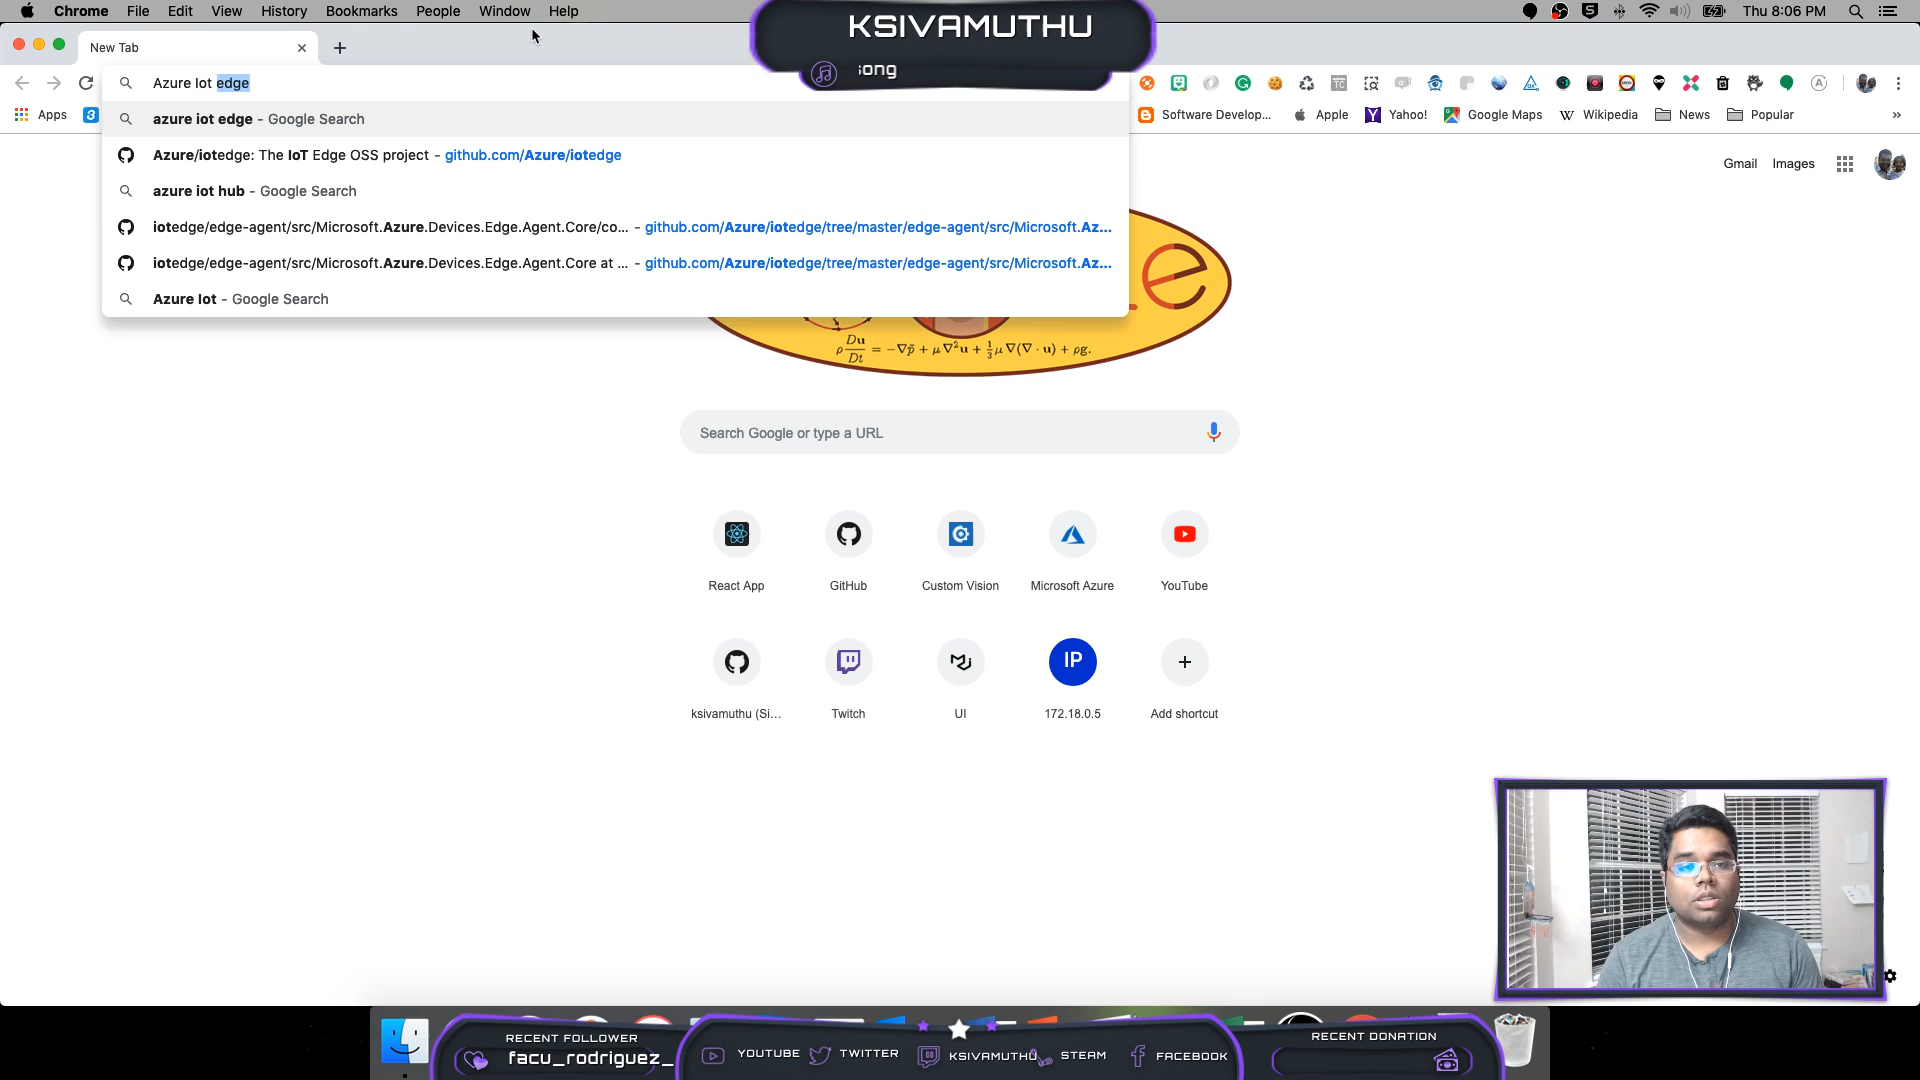 Chrome File Edit View History Bookmarks People Window Help
Thu 8:06 PM
KSIVAMUTHU
song
New Tab
Azure Iot edge
Apps
azure iot edge - Google Search
Azure/iotedge: The IoT Edge OSS project - github.com/Azure/iotedge
azure iot hub - Google Search
iotedge/edge-agent/src/Microsoft.Azure.Devices.Edge.Agent.Core/co... - github.com/Azure/iotedge/tree/master/edge-agent/src/Microsoft.Az...
iotedge/edge-agent/src/Microsoft.Azure.Devices.Edge.Agent.Core at ... - github.com/Azure/iotedge/tree/master/edge-agent/src/Microsoft.Az...
Azure Iot - Google Search
Software Develop... Apple Yahoo! Google Maps Wikipedia News Popular »
Gmail Images
ρ Du/Dt = -∇p̄ + μ∇²u + ⅓μ∇(∇·u) + ρg.
Search Google or type a URL
React App GitHub Custom Vision Microsoft Azure YouTube
IP
ksivamuthu (Si... Twitch UI 172.18.0.5 Add shortcut
RECENT FOLLOWER
facu_rodriguez_
YOUTUBE TWITTER KSIVAMUTHU STEAM FACEBOOK
RECENT DONATION